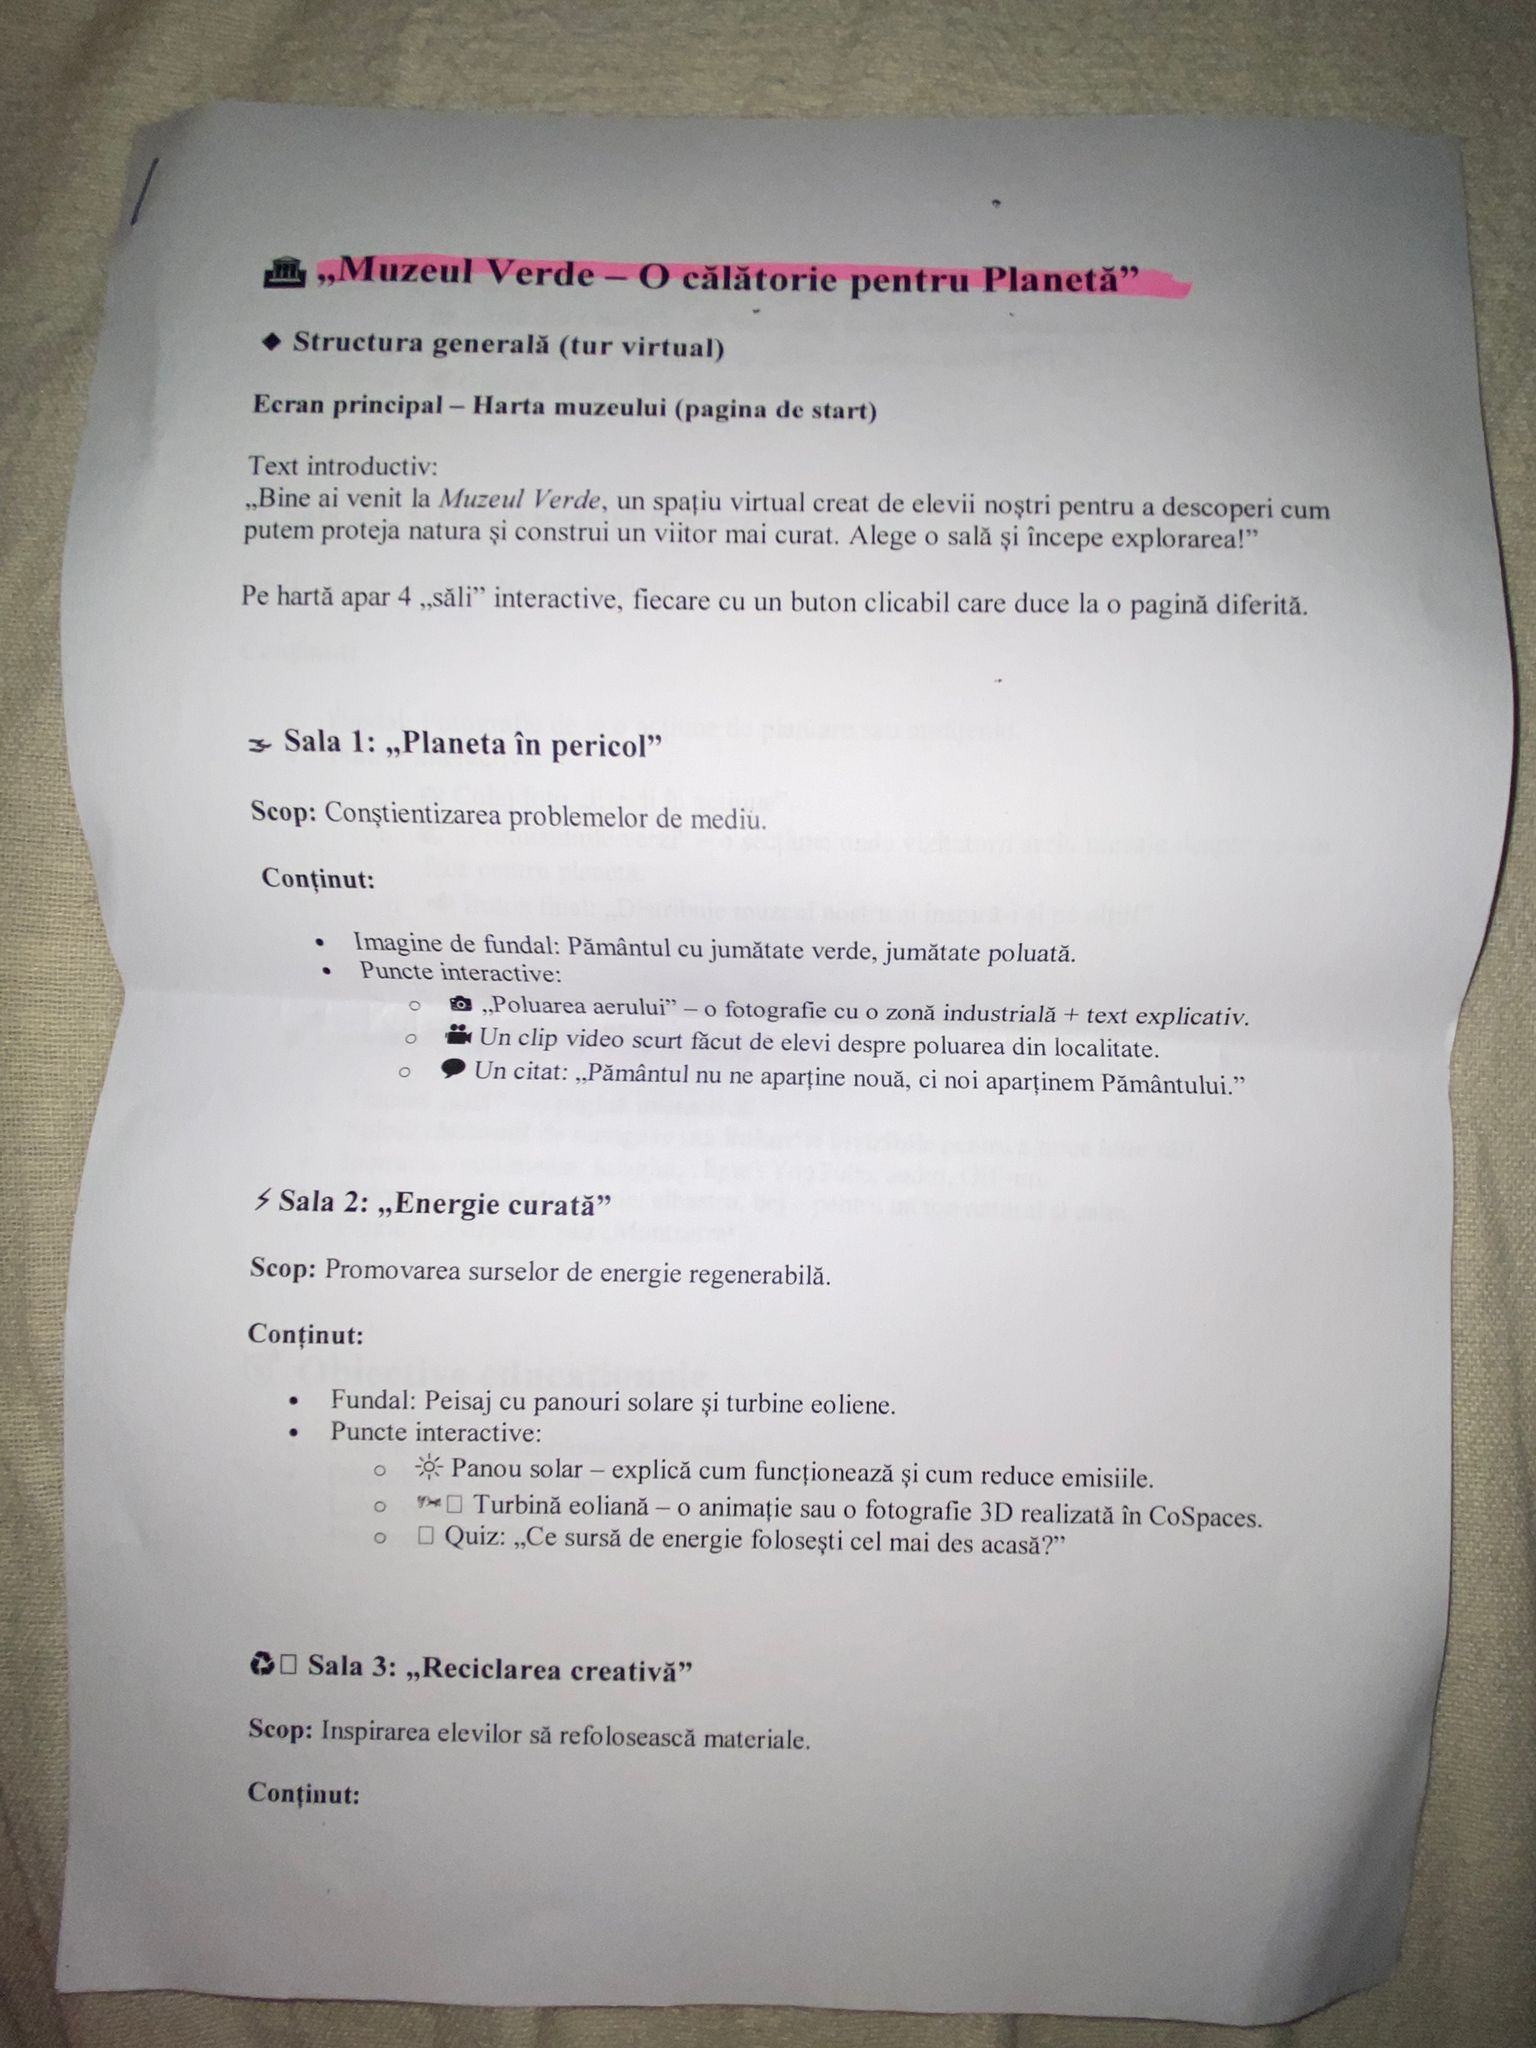 „Muzeul Verde – O călătorie pentru Planetă”
◆ Structura generală (tur virtual)
Ecran principal – Harta muzeului (pagina de start)
Text introductiv:
„Bine ai venit la Muzeul Verde, un spațiu virtual creat de elevii noștri pentru a descoperi cum
putem proteja natura și construi un viitor mai curat. Alege o sală și începe explorarea!”
Pe hartă apar 4 „săli” interactive, fiecare cu un buton clicabil care duce la o pagină diferită.
Sala 1: „Planeta în pericol”
Scop: Conștientizarea problemelor de mediu.
Conținut:
• Imagine de fundal: Pământul cu jumătate verde, jumătate poluată.
• Puncte interactive:
○ „Poluarea aerului” – o fotografie cu o zonă industrială + text explicativ.
○ Un clip video scurt făcut de elevi despre poluarea din localitate.
○ Un citat: „Pământul nu ne aparține nouă, ci noi aparținem Pământului.”
⚡ Sala 2: „Energie curată”
Scop: Promovarea surselor de energie regenerabilă.
Conținut:
• Fundal: Peisaj cu panouri solare și turbine eoliene.
• Puncte interactive:
○ Panou solar – explică cum funcționează și cum reduce emisiile.
○ Turbină eoliană – o animație sau o fotografie 3D realizată în CoSpaces.
○ Quiz: „Ce sursă de energie folosești cel mai des acasă?”
Sala 3: „Reciclarea creativă”
Scop: Inspirarea elevilor să refolosească materiale.
Conținut: